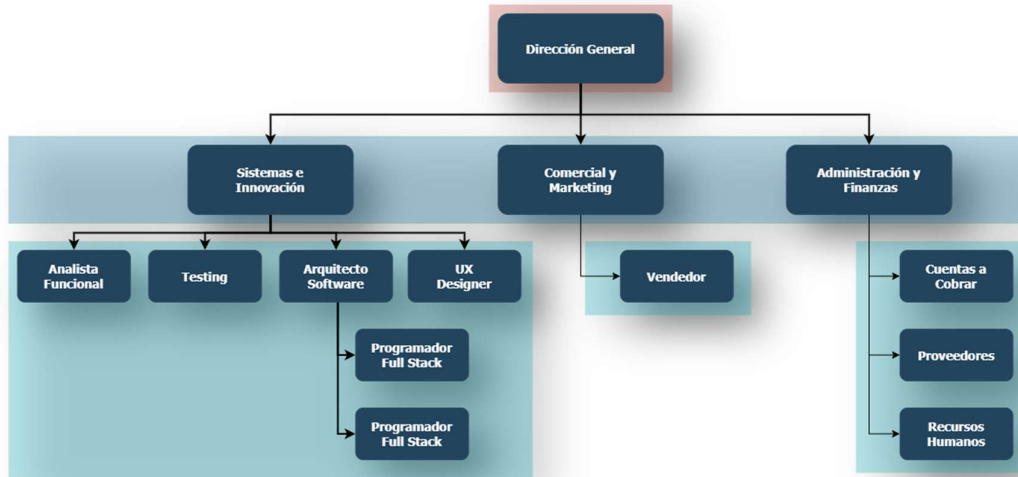 Dirección General
Sistemas e
Innovación
Comercial y
Marketing
Administración y
Finanzas
Analista
Funcional
Testing
Arquitecto
Software
UX
Designer
Vendedor
Cuentas a
Cobrar
Programador
Full Stack
Proveedores
Programador
Full Stack
Recursos
Humanos